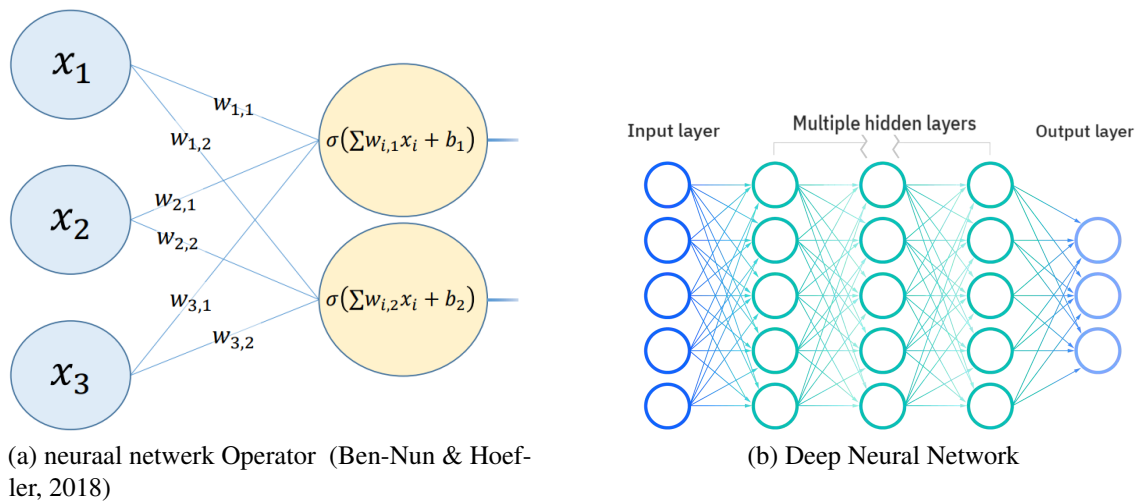 x₁
x₂
x₃
w₁,₁
w₁,₂
w₂,₁
w₂,₂
w₃,₁
w₃,₂
σ(∑wᵢ,₁xᵢ + b₁)
σ(∑wᵢ,₂xᵢ + b₂)
(a) neuraal netwerk Operator (Ben-Nun & Hoef-
ler, 2018)
Input layer
Multiple hidden layers
Output layer
(b) Deep Neural Network